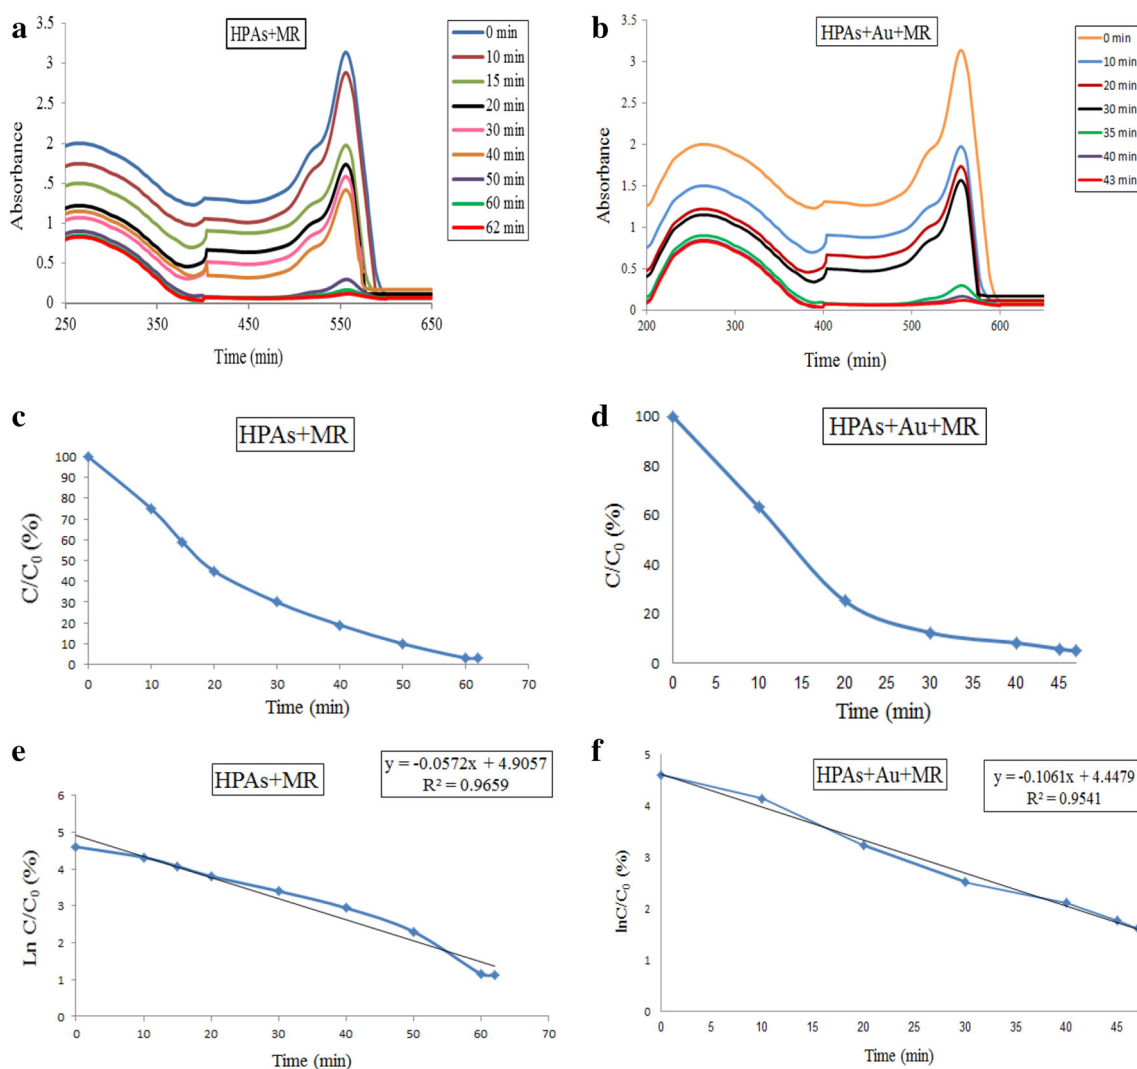 a
HPAs+MR
3.5
3
2.5
2
.5
1
0.5
0
250
350
450
550
650
Absorbance
Time (min)
0 min
10 min
15 min
20 min
30 min
40 min
50 min
60 min
62 min
b
HPAs+Au+MR
3.5
3
2.5
2
1.5
1
0.5
0
200
300
400
500
600
Absorbance
Time (min)
0 min
10 min
20 min
30 min
35 min
40 min
43 min
c
HPAs+MR
100
90
80
70
60
50
40
30
20
10
0
0
10
20
30
40
50
60
70
C/C0 (%)
Time (min)
d
HPAs+Au+MR
100
80
60
40
20
0
0
5
10
15
20
25
30
35
40
45
C/C0 (%)
Time (min)
e
HPAs+MR
y = -0.0572x + 4.9057
R² = 0.9659
6
5
4
3
2
1
0
0
10
20
30
40
50
60
70
Ln C/C0 (%)
Time (min)
f
HPAs+Au+MR
y = -0.1061x + 4.4479
R² = 0.9541
5
4
3
2
1
0
0
5
10
15
20
25
30
35
40
45
lnC/C0 (%)
Time (min)